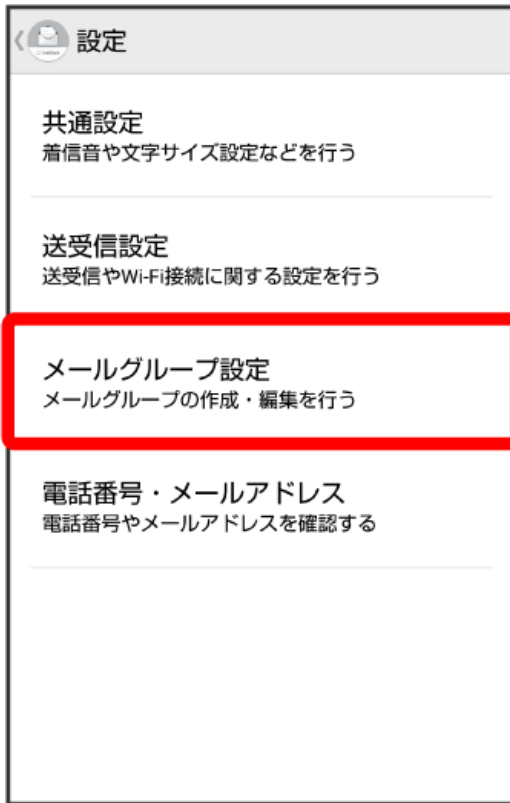 設定
共通設定
着信音や文字サイズ設定などを行う
送受信設定
送受信やWi-Fi接続に関する設定を行う
メールグループ設定
メールグループの作成・編集を行う
電話番号・メールアドレス
電話番号やメールアドレスを確認する